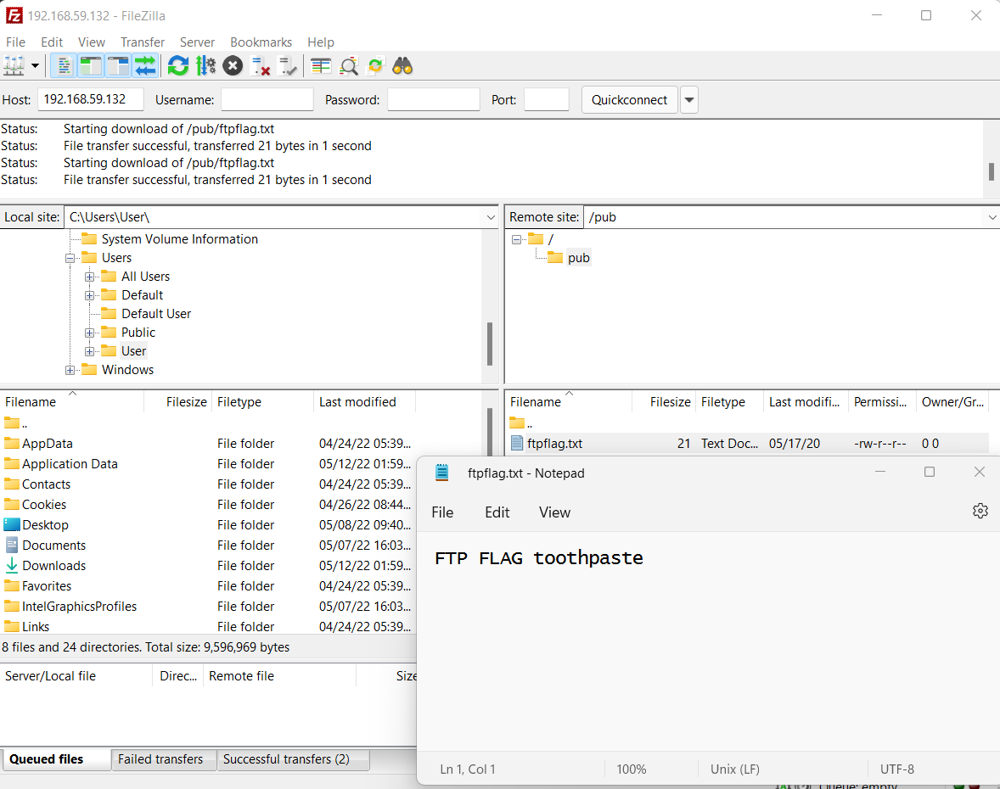 192.168.59.132 - FileZilla
File Edit View Transfer Server Bookmarks Help
Host: 192.168.59.132 Username: Password: Port: Quickconnect
Status: Starting download of /pub/ftpflag.txt
Status: File transfer successful, transferred 21 bytes in 1 second
Status: Starting download of /pub/ftpflag.txt
Status: File transfer successful, transferred 21 bytes in 1 second
Local site: C:\Users\User\
System Volume Information
Users
All Users
Default
Default User
Public
User
Windows
Remote site: /pub
/
pub
Filename Filesize Filetype Last modified
..
AppData File folder 04/24/22 05:39...
Application Data File folder 05/12/22 01:59...
Contacts File folder 04/24/22 05:39...
Cookies File folder 04/26/22 08:44...
Desktop File folder 05/08/22 09:40...
Documents File folder 05/07/22 16:03...
Downloads File folder 05/12/22 01:59...
Favorites File folder 04/24/22 05:39...
IntelGraphicsProfiles File folder 05/07/22 16:03...
Links File folder 04/24/22 05:39...
8 files and 24 directories. Total size: 9,596,969 bytes
Filename Filesize Filetype Last modifi... Permissi... Owner/Gr...
..
ftpflag.txt 21 Text Doc... 05/17/20 -rw-r--r-- 0 0
ftpflag.txt - Notepad
File Edit View
FTP FLAG toothpaste
Ln 1, Col 1 100% Unix (LF) UTF-8
Server/Local file Direc... Remote file Size
Queued files Failed transfers Successful transfers (2)
Queue: empty